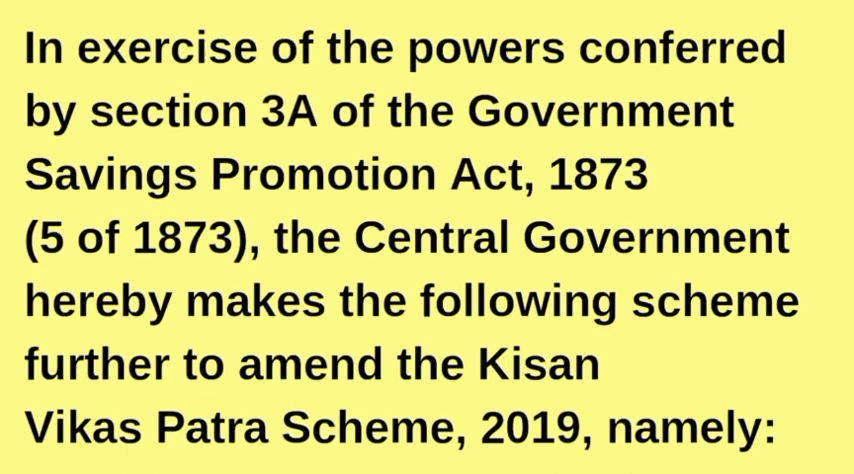 In exercise of the powers conferred
by section 3A of the Government
Savings Promotion Act, 1873
(5 of 1873), the Central Government
hereby makes the following scheme
further to amend the Kisan
Vikas Patra Scheme, 2019, namely: